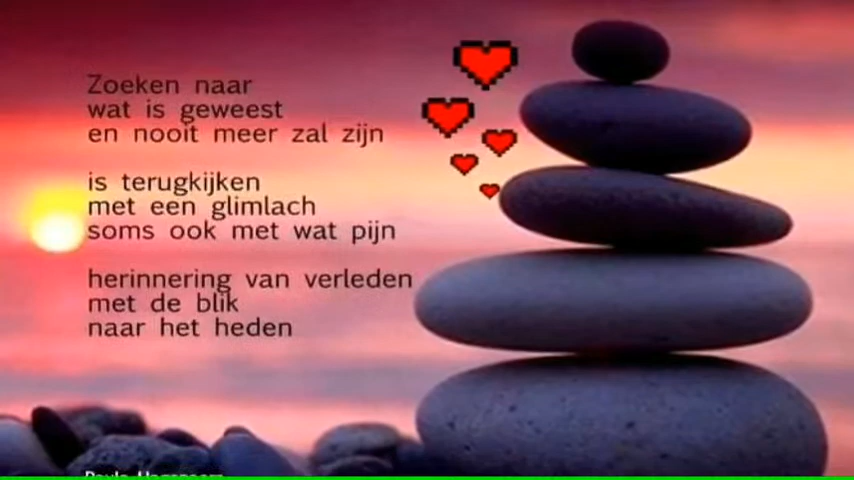 Zoeken naar
wat is geweest
en nooit meer zal zijn
is terugkijken
met een glimlach
soms ook met wat pijn
herinnering van verleden
met de blik
naar het heden